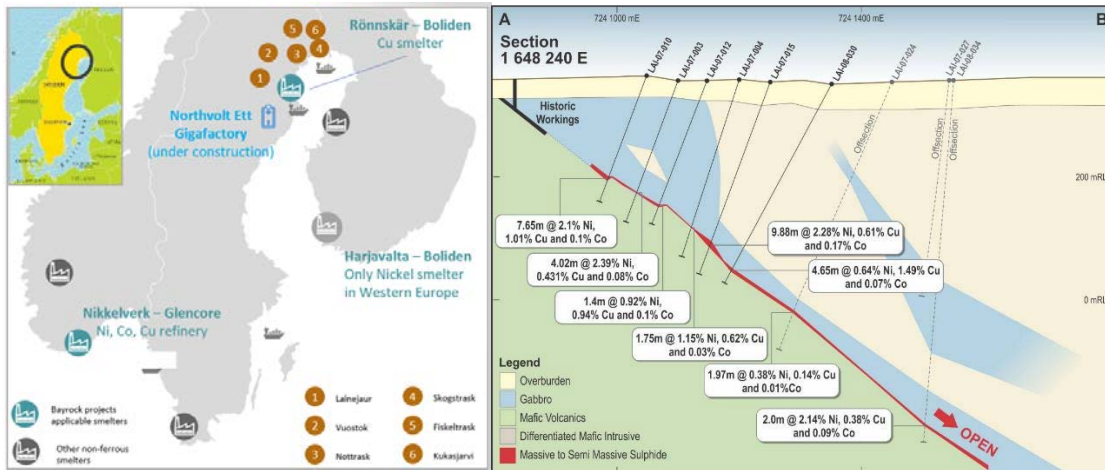 Rönnskär – Boliden
Cu smelter
5
6
2
3
4
1
Northvolt Ett
Gigafactory
(under construction)
Harjavalta – Boliden
Only Nickel smelter
in Western Europe
Nikkelverk – Glencore
Ni, Co, Cu refinery
Bayrock projects
applicable smelters
Other non-ferrous
smelters
1 Lainejaur
2 Vuostok
3 Nottrask
4 Skogstrask
5 Fiskeltrask
6 Kukasjarvi
A
724 1000 mE
724 1400 mE
B
Section
1 648 240 E
LAI-07-010
LAI-07-003
LAI-07-012
LAI-07-004
LAI-07-015
LAI-08-030
LAI-07-024
LAI-07-027
LAI-08-034
Historic
Workings
Offsection
Offsection
Offsection
200 mRL
0 mRL
7.65m @ 2.1% Ni,
1.01% Cu and 0.1% Co
4.02m @ 2.39% Ni,
0.431% Cu and 0.08% Co
1.4m @ 0.92% Ni,
0.94% Cu and 0.1% Co
1.75m @ 1.15% Ni, 0.62% Cu
and 0.03% Co
1.97m @ 0.38% Ni, 0.14% Cu
and 0.01%Co
2.0m @ 2.14% Ni, 0.38% Cu
and 0.09% Co
9.88m @ 2.28% Ni, 0.61% Cu
and 0.17% Co
4.65m @ 0.64% Ni, 1.49% Cu
and 0.07% Co
OPEN
Legend
Overburden
Gabbro
Mafic Volcanics
Differentiated Mafic Intrusive
Massive to Semi Massive Sulphide